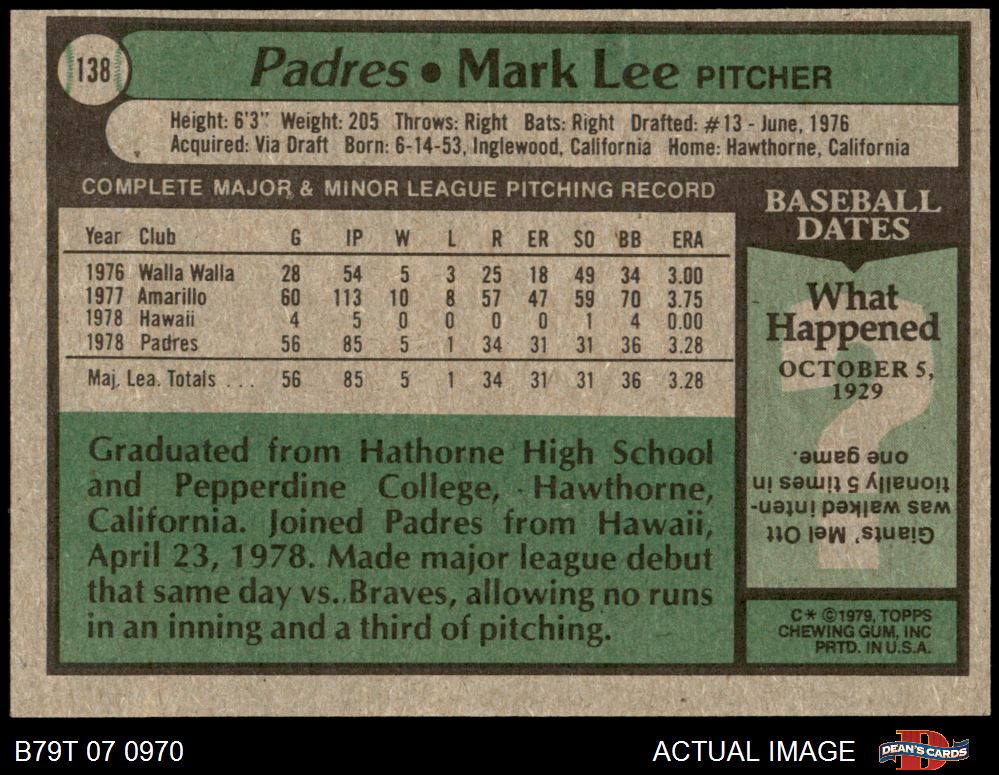 138
Padres • Mark Lee PITCHER
Height: 6'3" Weight: 205 Throws: Right Bats: Right Drafted: #13 - June, 1976
Acquired: Via Draft Born: 6-14-53, Inglewood, California Home: Hawthorne, California
COMPLETE MAJOR & MINOR LEAGUE PITCHING RECORD
Year Club G IP W L R ER SO BB ERA
1976 Walla Walla 28 54 5 3 25 18 49 34 3.00
1977 Amarillo 60 113 10 8 57 47 59 70 3.75
1978 Hawaii 4 5 0 0 0 0 1 4 0.00
1978 Padres 56 85 5 1 34 31 31 36 3.28
Maj. Lea. Totals . . . 56 85 5 1 34 31 31 36 3.28
Graduated from Hathorne High School
and Pepperdine College, Hawthorne,
California. Joined Padres from Hawaii,
April 23, 1978. Made major league debut
that same day vs. Braves, allowing no runs
in an inning and a third of pitching.
BASEBALL
DATES
What
Happened
OCTOBER 5,
1929
Giants' Mel Ott
was walked inten-
tionally 5 times in
one game.
C* ©1979, TOPPS
CHEWING GUM, INC
PRTD. IN U.S.A.
B79T 07 0970
ACTUAL IMAGE
D
DEAN'S CARDS